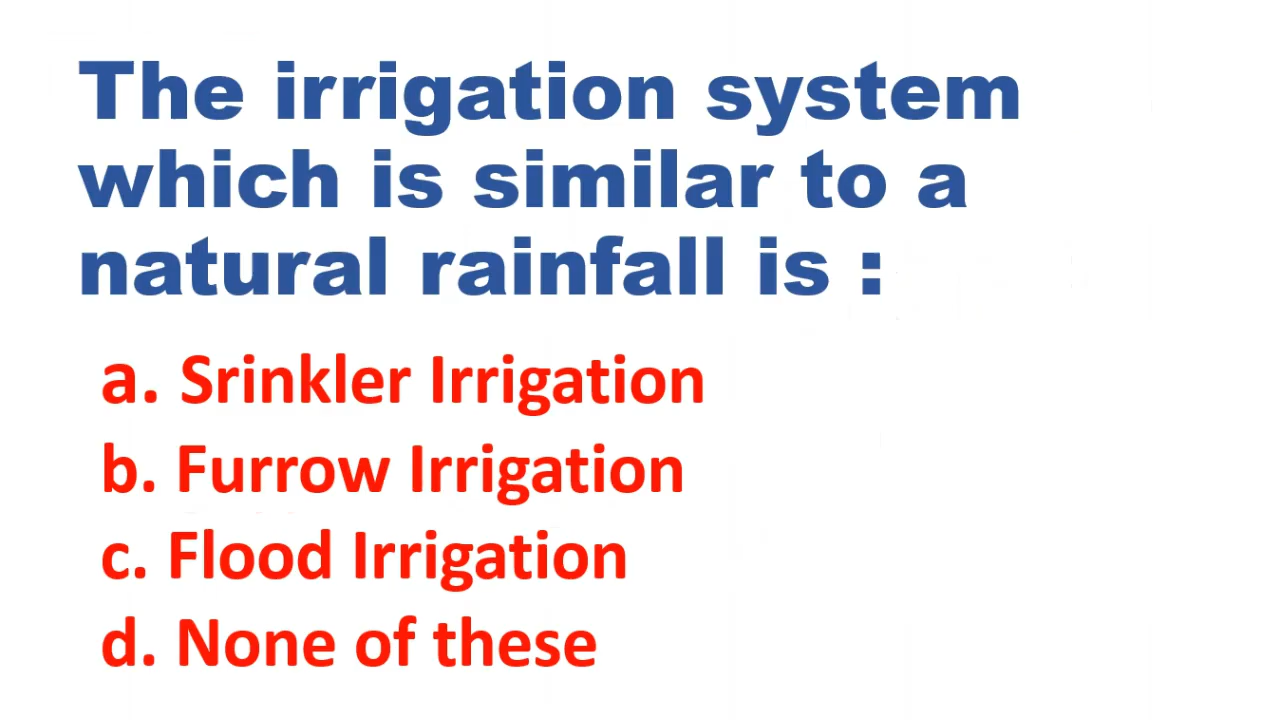 The irrigation system
which is similar to a
natural rainfall is :
a. Srinkler Irrigation
b. Furrow Irrigation
c. Flood Irrigation
d. None of these